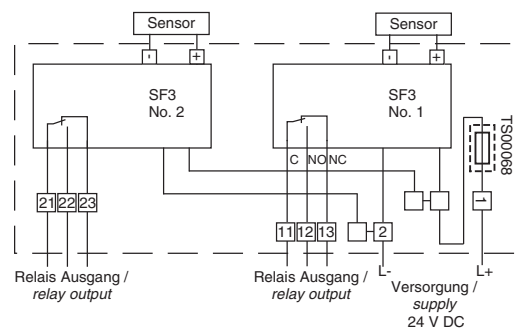 Sensor
Sensor
- +
- +
SF3
No. 2
SF3
No. 1
TS00068
C NO NC
21 22 23
11 12 13
2
1
L-
L+
Relais Ausgang /
relay output
Relais Ausgang /
relay output
Versorgung /
supply
24 V DC